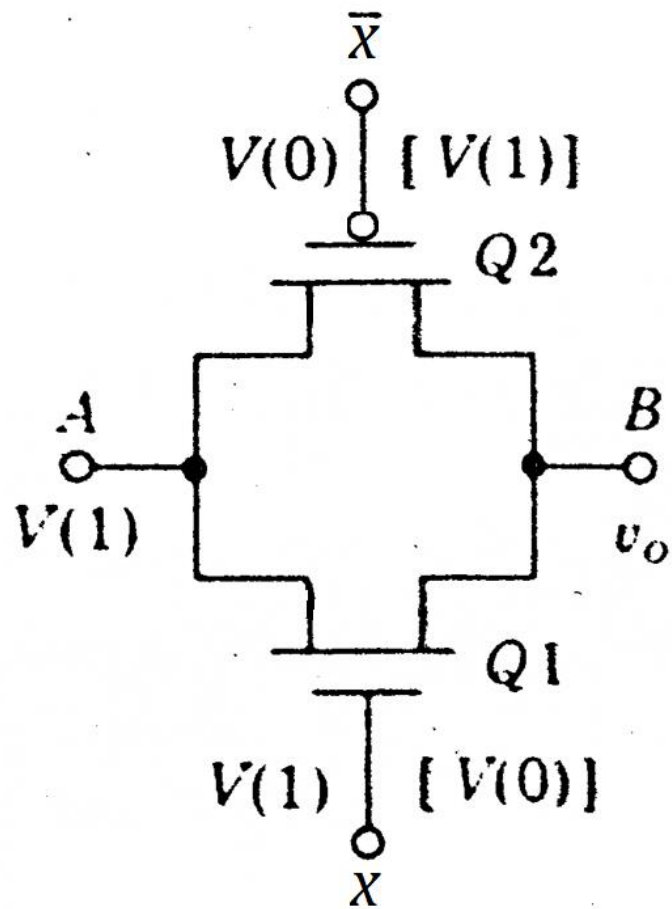 X̅
V(0) [V(1)]
Q2
A B
V(1) v_O
Q1
V(1) [V(0)]
X